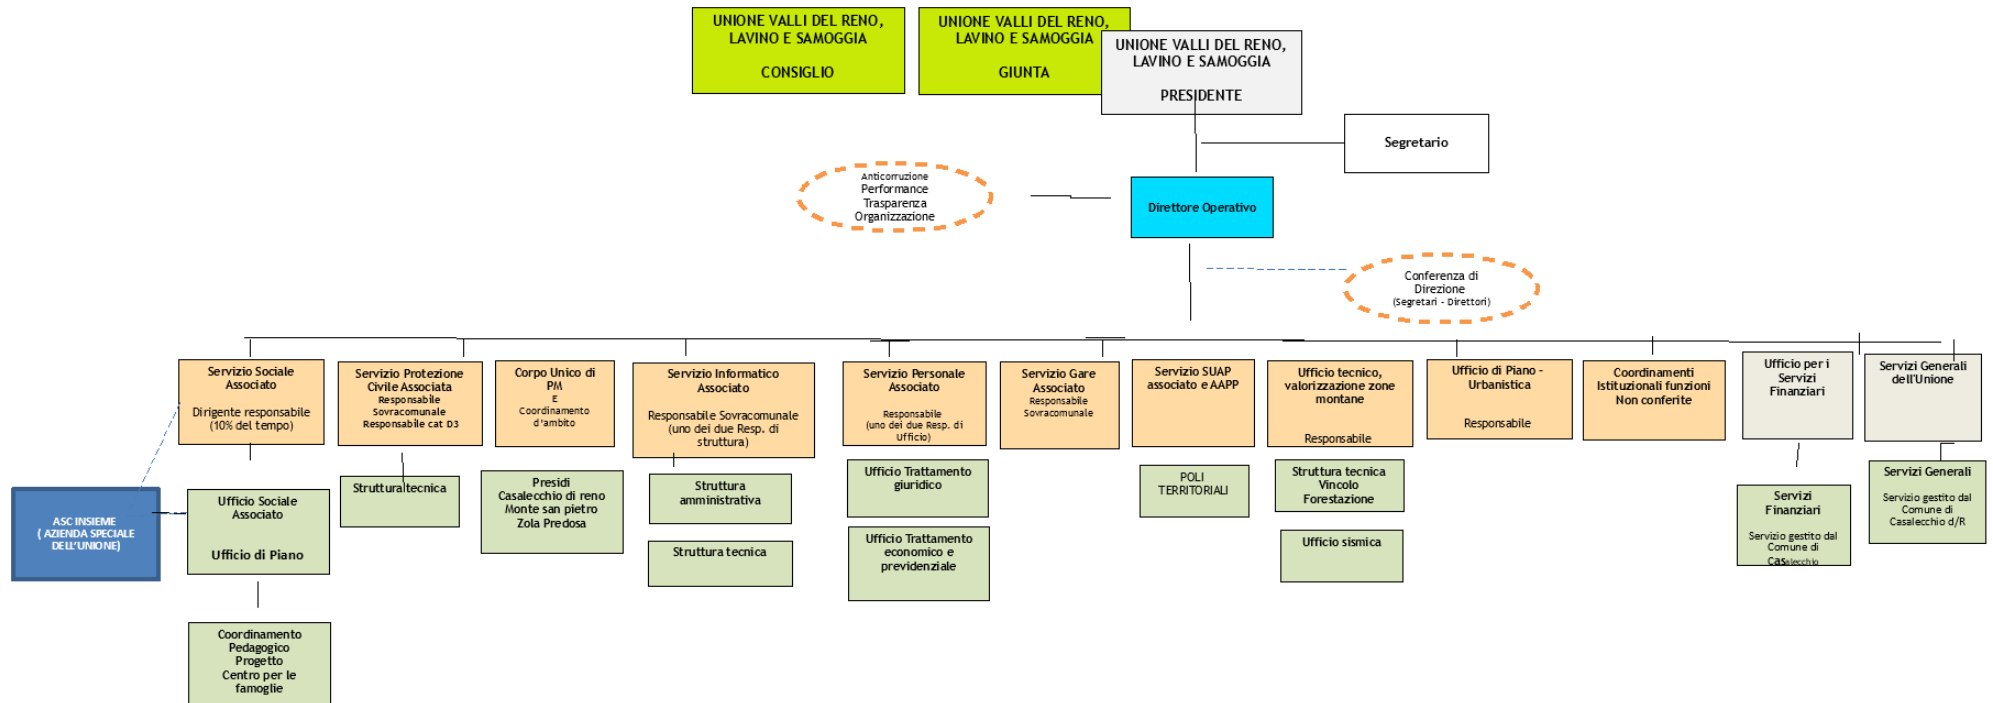 UNIONE VALLI DEL RENO,
LAVINO E SAMOGGIA
CONSIGLIO
UNIONE VALLI DEL RENO,
LAVINO E SAMOGGIA
GIUNTA
UNIONE VALLI DEL RENO,
LAVINO E SAMOGGIA
PRESIDENTE
Segretario
Anticorruzione
Performance
Trasparenza
Organizzazione
Direttore Operativo
Conferenza di
Direzione
(Segretari - Direttori)
Servizio Sociale
Associato
Dirigente responsabile
(10% del tempo)
Servizio Protezione
Civile Associata
Responsabile
Sovracomunale
Responsabile cat D3
Corpo Unico di
PM
E
Coordinamento
d'ambito
Servizio Informatico
Associato
Responsabile Sovracomunale
(uno dei due Resp. di
struttura)
Servizio Personale
Associato
Responsabile
(uno dei due Resp. di
Ufficio)
Servizio Gare
Associato
Responsabile
Sovracomunale
Servizio SUAP
associato e AAPP
Ufficio tecnico,
valorizzazione zone
montane
Responsabile
Ufficio di Piano -
Urbanistica
Responsabile
Coordinamenti
Istituzionali funzioni
Non conferite
Ufficio per i
Servizi
Finanziari
Servizi Generali
dell'Unione
ASC INSIEME
( AZIENDA SPECIALE
DELL'UNIONE)
Ufficio Sociale
Associato
Ufficio di Piano
Struttura tecnica
Presidi
Casalecchio di reno
Monte san pietro
Zola Predosa
Struttura
amministrativa
Struttura tecnica
Ufficio Trattamento
giuridico
Ufficio Trattamento
economico e
previdenziale
POLI
TERRITORIALI
Struttura tecnica
Vincolo
Forestazione
Ufficio sismica
Servizi
Finanziari
Servizio gestito dal
Comune di
Casalecchio
Servizi Generali
Servizio gestito dal
Comune di
Casalecchio d/R
Coordinamento
Pedagogico
Progetto
Centro per le
famoglie